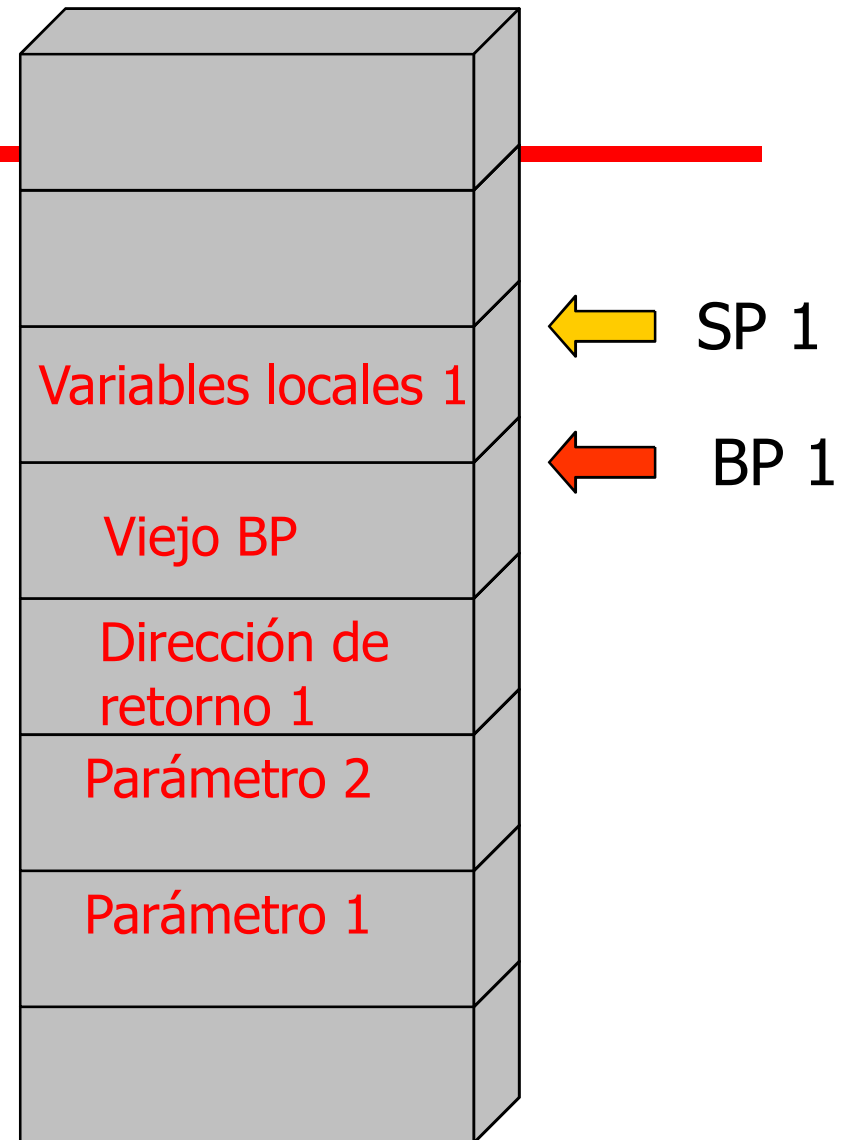 SP 1
Variables locales 1
BP 1
Viejo BP
Dirección de
retorno 1
Parámetro 2
Parámetro 1